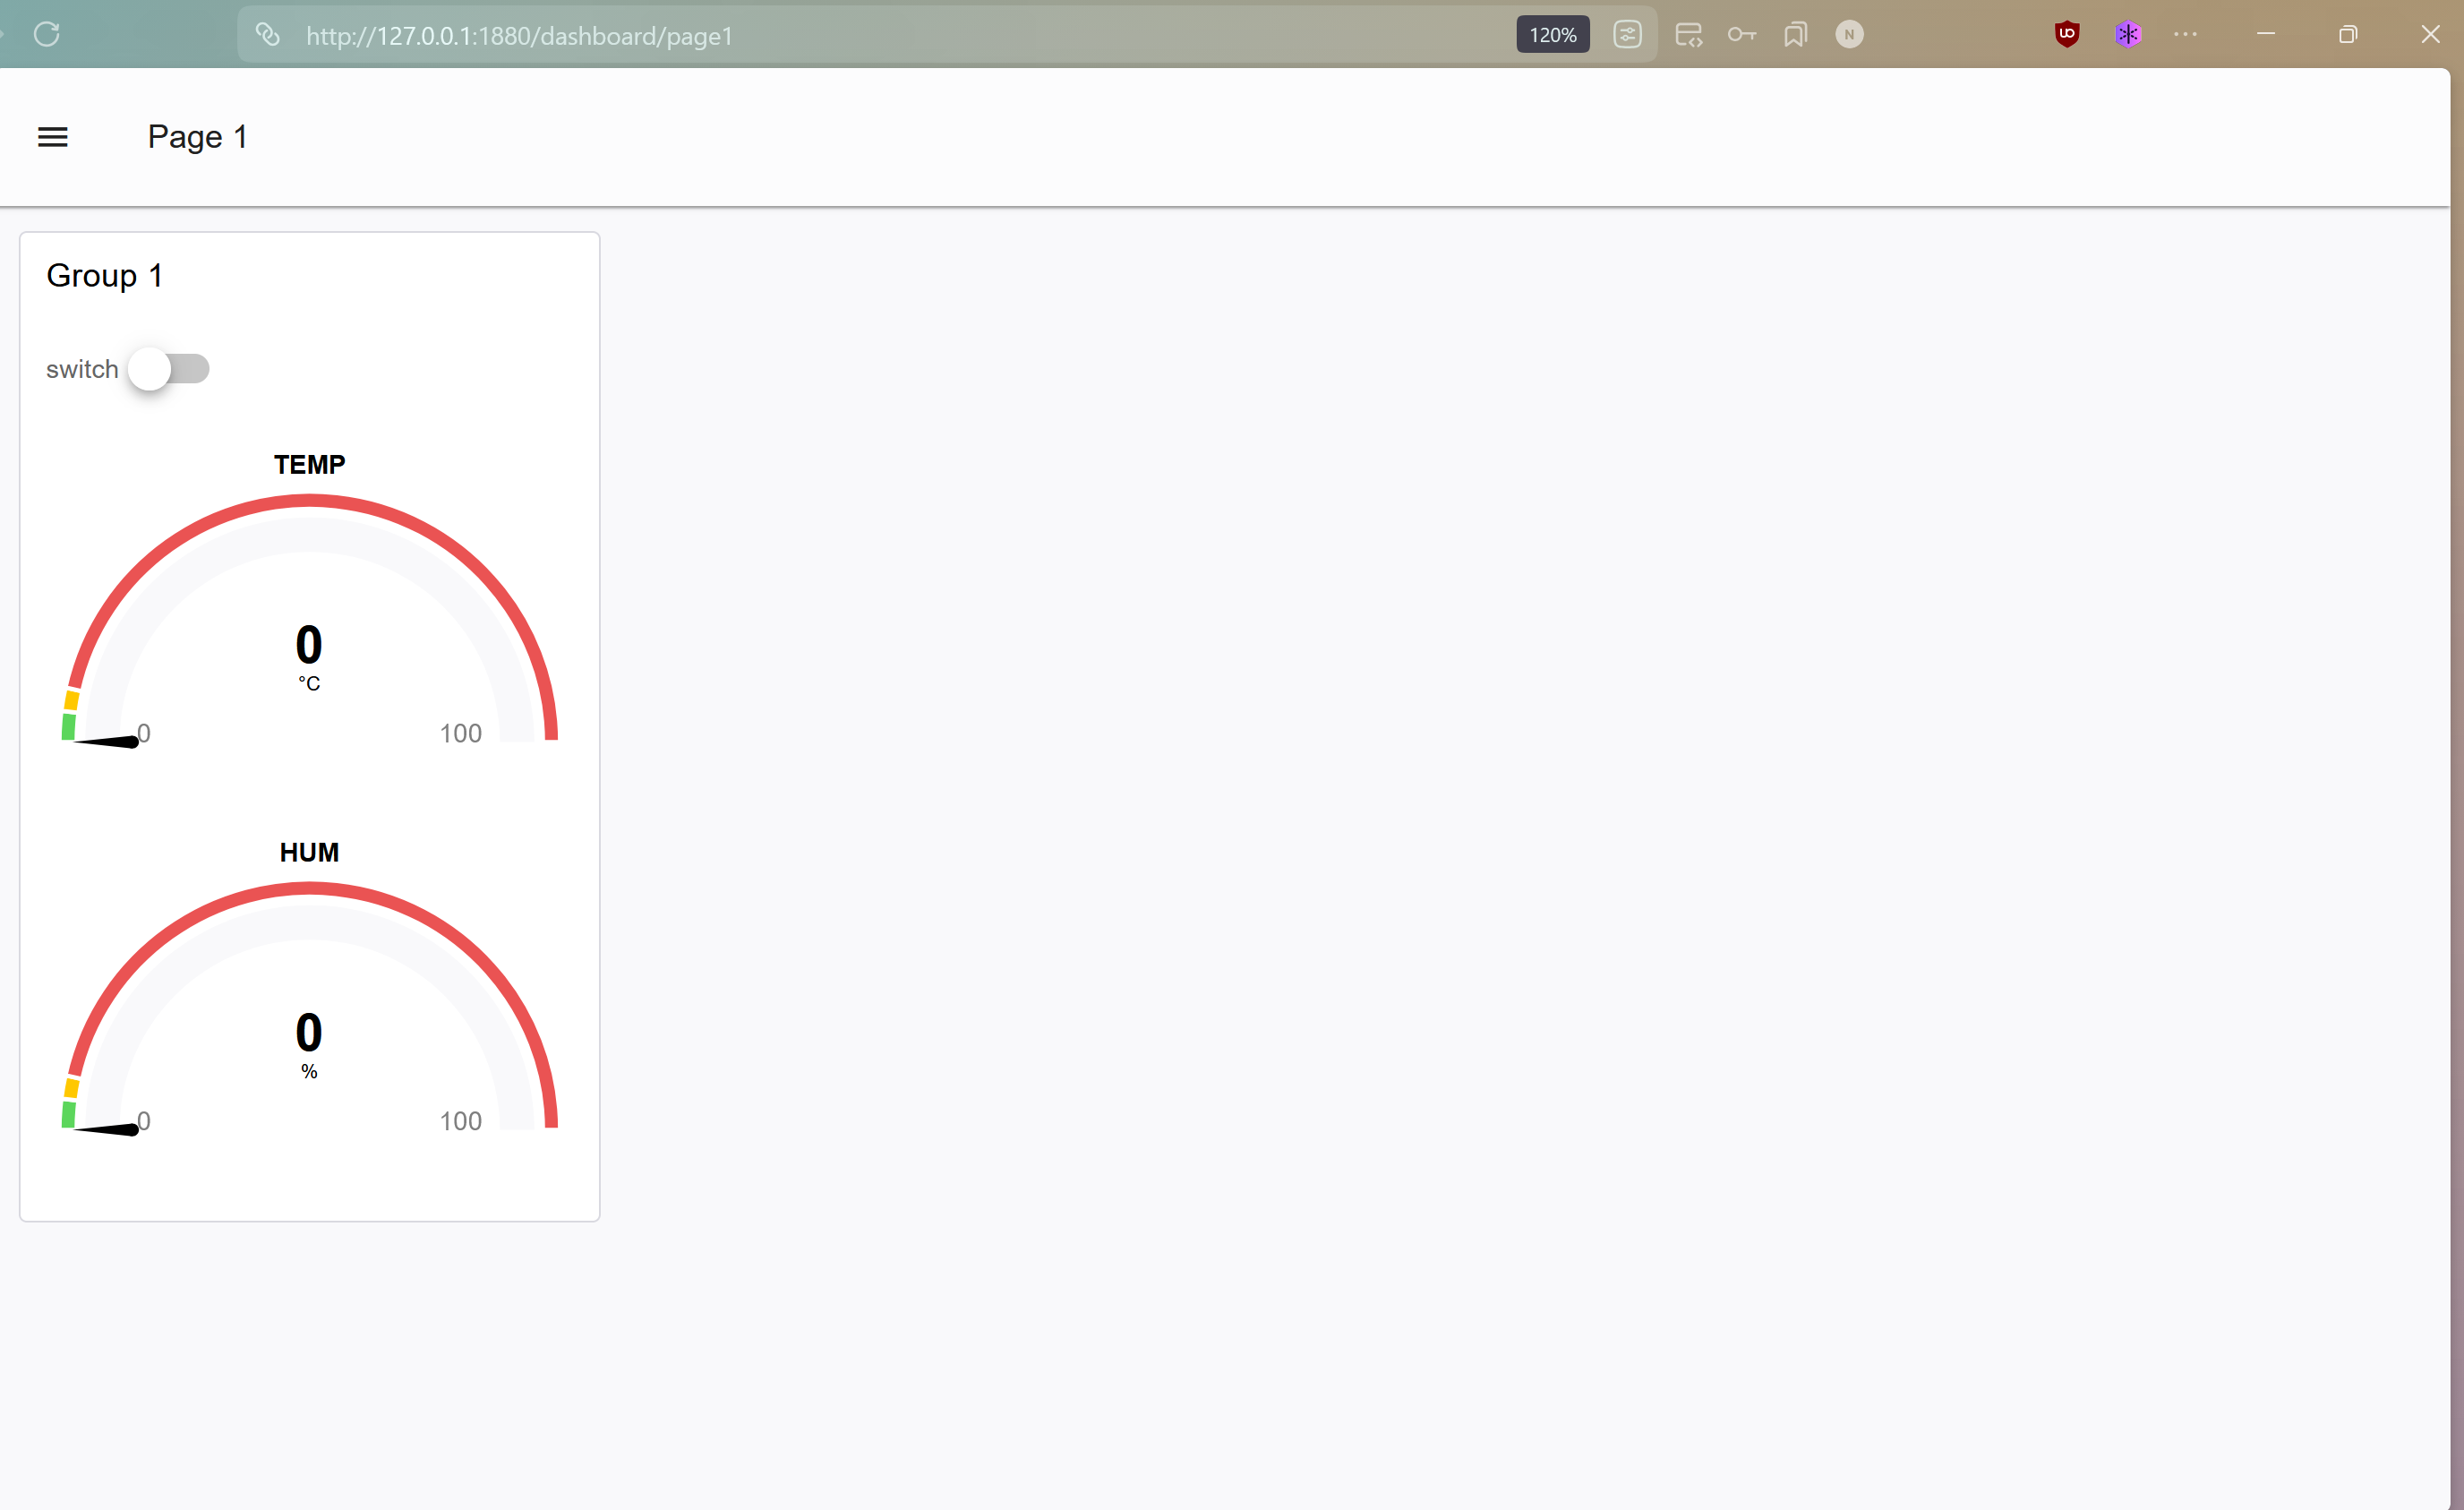 http://127.0.0.1:1880/dashboard/page1
120%
N
Page 1
Group 1
switch
TEMP
0
°C
0
100
HUM
0
%
0
100